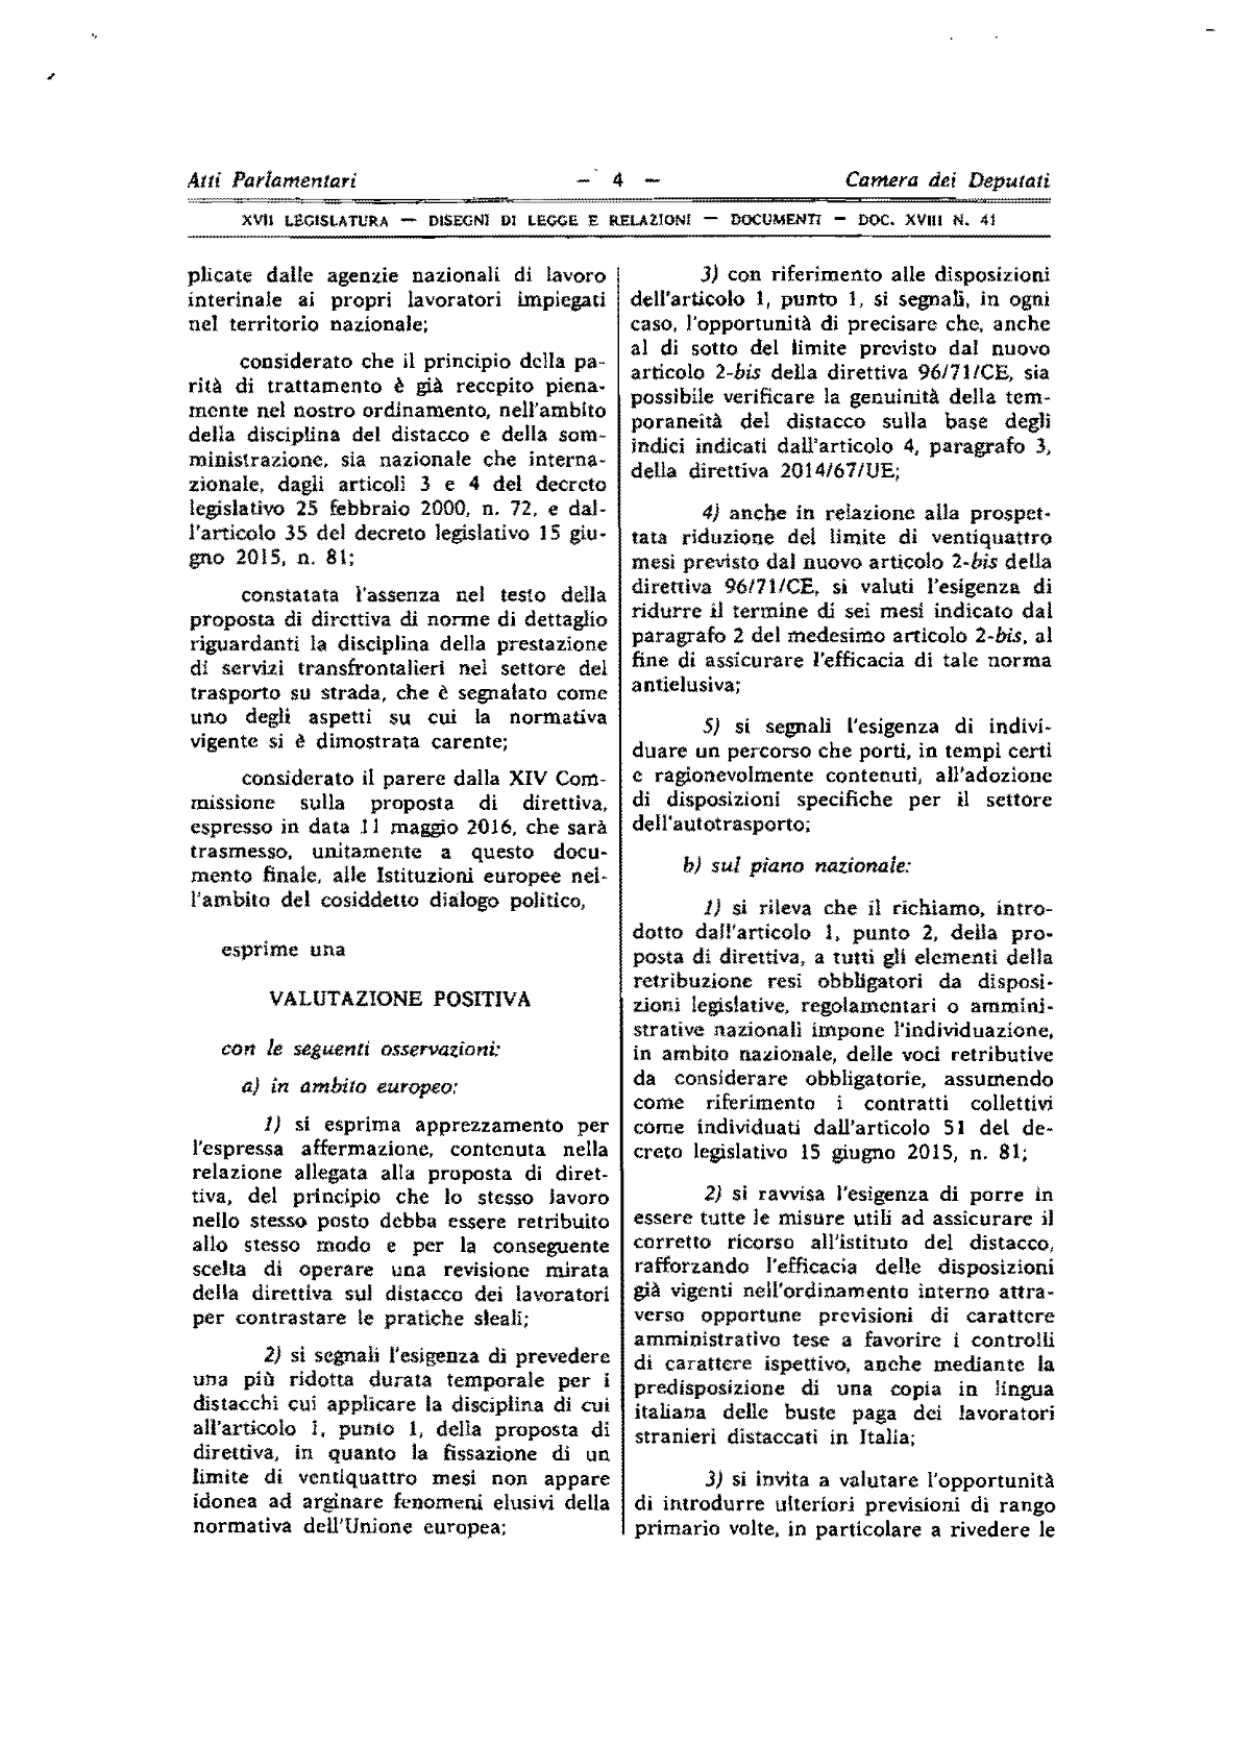 Atti Parlamentari — 4 — Camera dei Deputati
XVII LEGISLATURA — DISEGNI DI LEGGE E RELAZIONI — DOCUMENTI — DOC. XVIII N. 41
plicate dalle agenzie nazionali di lavoro
interinale ai propri lavoratori impiegati
nel territorio nazionale;
considerato che il principio della pa-
rità di trattamento è già recepito piena-
mente nel nostro ordinamento, nell'ambito
della disciplina del distacco e della som-
ministrazione, sia nazionale che interna-
zionale, dagli articoli 3 e 4 del decreto
legislativo 25 febbraio 2000, n. 72, e dal-
l'articolo 35 del decreto legislativo 15 giu-
gno 2015, n. 81;
constatata l'assenza nel testo della
proposta di direttiva di norme di dettaglio
riguardanti la disciplina della prestazione
di servizi transfrontalieri nel settore del
trasporto su strada, che è segnalato come
uno degli aspetti su cui la normativa
vigente si è dimostrata carente;
considerato il parere dalla XIV Com-
missione sulla proposta di direttiva,
espresso in data 11 maggio 2016, che sarà
trasmesso, unitamente a questo docu-
mento finale, alle Istituzioni europee nel-
l'ambito del cosiddetto dialogo politico,
esprime una
VALUTAZIONE POSITIVA
con le seguenti osservazioni:
a) in ambito europeo:
1) si esprima apprezzamento per
l'espressa affermazione, contenuta nella
relazione allegata alla proposta di diret-
tiva, del principio che lo stesso lavoro
nello stesso posto debba essere retribuito
allo stesso modo e per la conseguente
scelta di operare una revisione mirata
della direttiva sul distacco dei lavoratori
per contrastare le pratiche sleali;
2) si segnali l'esigenza di prevedere
una più ridotta durata temporale per i
distacchi cui applicare la disciplina di cui
all'articolo 1, punto 1, della proposta di
direttiva, in quanto la fissazione di un
limite di ventiquattro mesi non appare
idonea ad arginare fenomeni elusivi della
normativa dell'Unione europea;
3) con riferimento alle disposizioni
dell'articolo 1, punto 1, si segnali, in ogni
caso, l'opportunità di precisare che, anche
al di sotto del limite previsto dal nuovo
articolo 2-bis della direttiva 96/71/CE, sia
possibile verificare la genuinità della tem-
poraneità del distacco sulla base degli
indici indicati dall'articolo 4, paragrafo 3,
della direttiva 2014/67/UE;
4) anche in relazione alla prospet-
tata riduzione del limite di ventiquattro
mesi previsto dal nuovo articolo 2-bis della
direttiva 96/71/CE, si valuti l'esigenza di
ridurre il termine di sei mesi indicato dal
paragrafo 2 del medesimo articolo 2-bis, al
fine di assicurare l'efficacia di tale norma
antielusiva;
5) si segnali l'esigenza di indivi-
duare un percorso che porti, in tempi certi
e ragionevolmente contenuti, all'adozione
di disposizioni specifiche per il settore
dell'autotrasporto;
b) sul piano nazionale:
1) si rileva che il richiamo, intro-
dotto dall'articolo 1, punto 2, della pro-
posta di direttiva, a tutti gli elementi della
retribuzione resi obbligatori da disposi-
zioni legislative, regolamentari o ammini-
strative nazionali impone l'individuazione,
in ambito nazionale, delle voci retributive
da considerare obbligatorie, assumendo
come riferimento i contratti collettivi
come individuati dall'articolo 51 del de-
creto legislativo 15 giugno 2015, n. 81;
2) si ravvisa l'esigenza di porre in
essere tutte le misure utili ad assicurare il
corretto ricorso all'istituto del distacco,
rafforzando l'efficacia delle disposizioni
già vigenti nell'ordinamento interno attra-
verso opportune previsioni di carattere
amministrativo tese a favorire i controlli
di carattere ispettivo, anche mediante la
predisposizione di una copia in lingua
italiana delle buste paga dei lavoratori
stranieri distaccati in Italia;
3) si invita a valutare l'opportunità
di introdurre ulteriori previsioni di rango
primario volte, in particolare a rivedere le